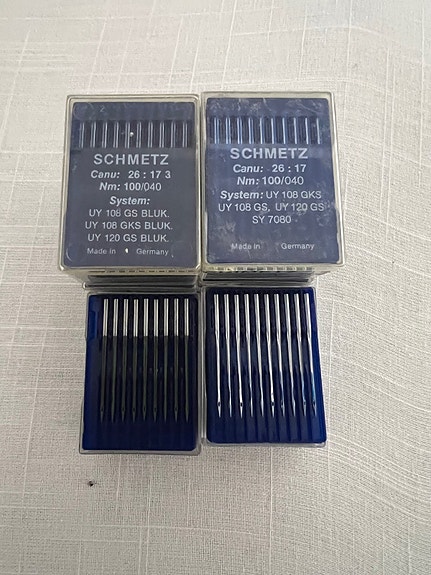 SCHMETZ
Canu: 26 : 17 3
Nm: 100/040
System:
UY 108 GS BLUK.
UY 108 GKS BLUK.
UY 120 GS BLUK.
Made in Germany
SCHMETZ
Canu: 26 : 17
Nm: 100/040
System: UY 108 GKS
UY 108 GS, UY 120 GS
SY 7080
Made in Germany